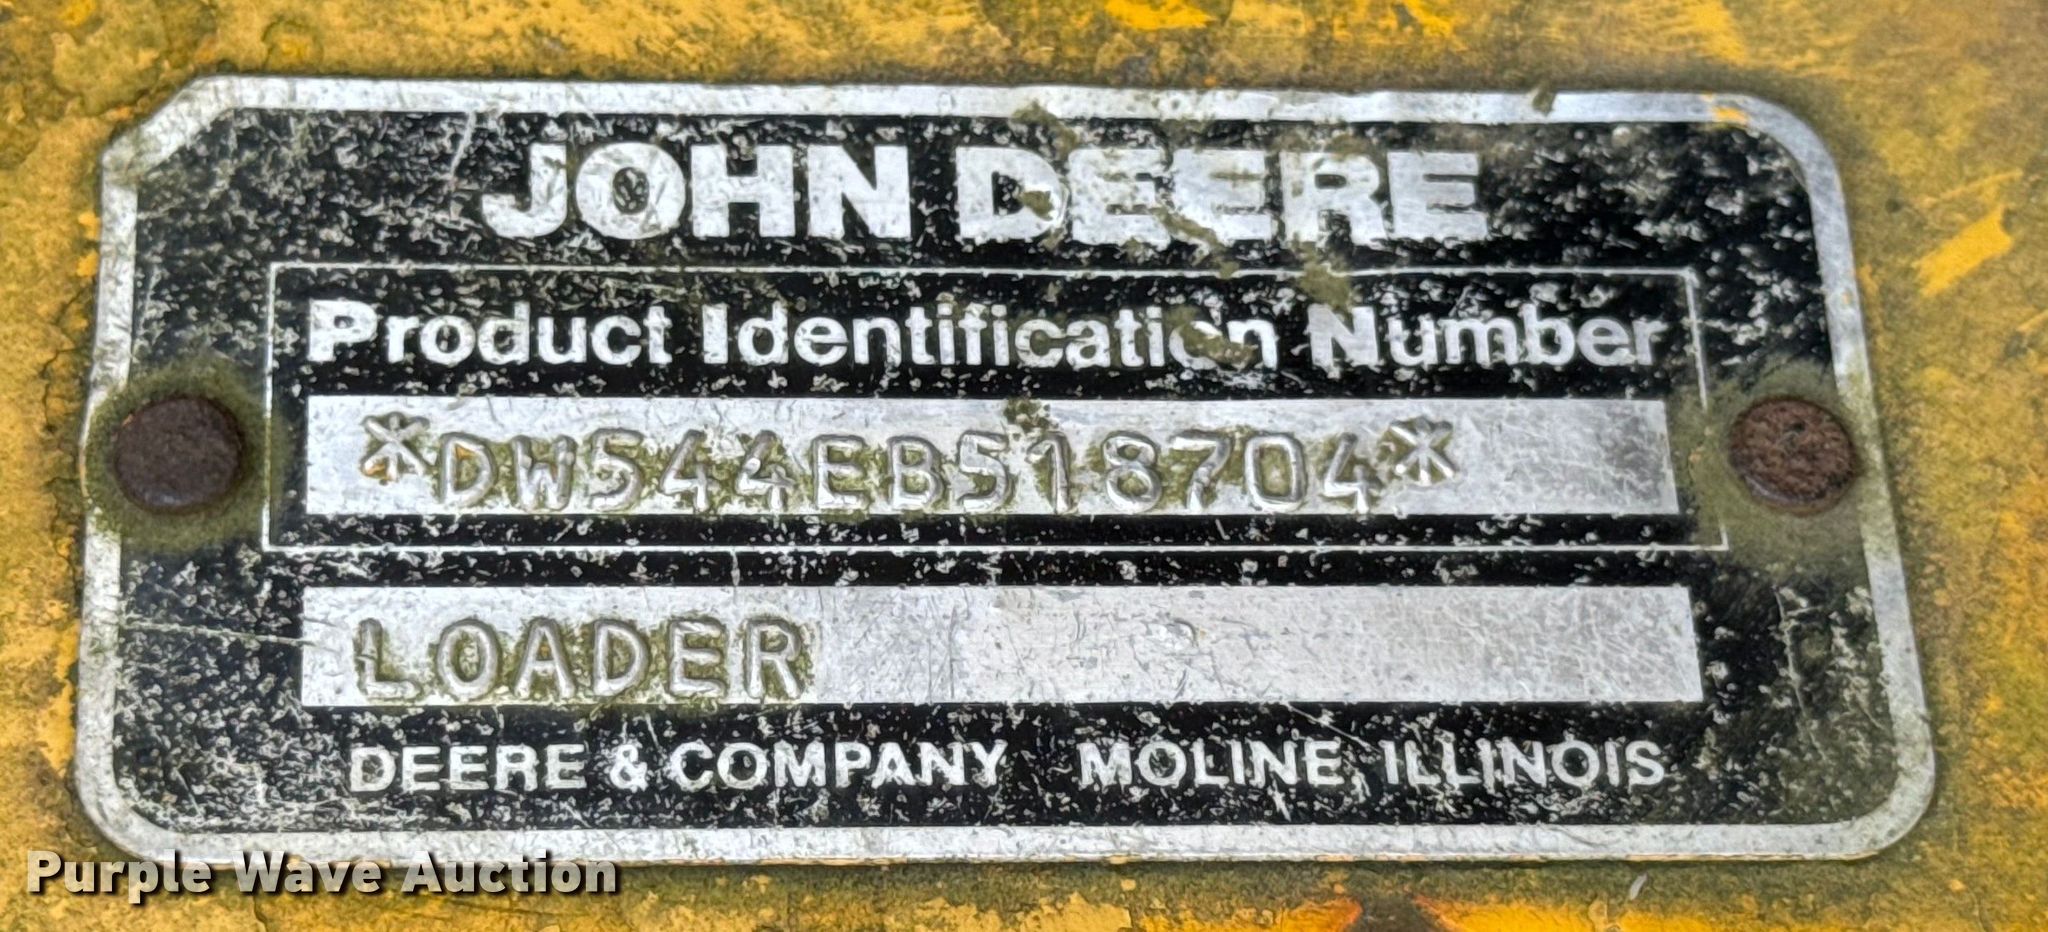 JOHN DEERE
Product Identification Number
*DW544EB518704*
LOADER
DEERE & COMPANY MOLINE, ILLINOIS
Purple Wave Auction